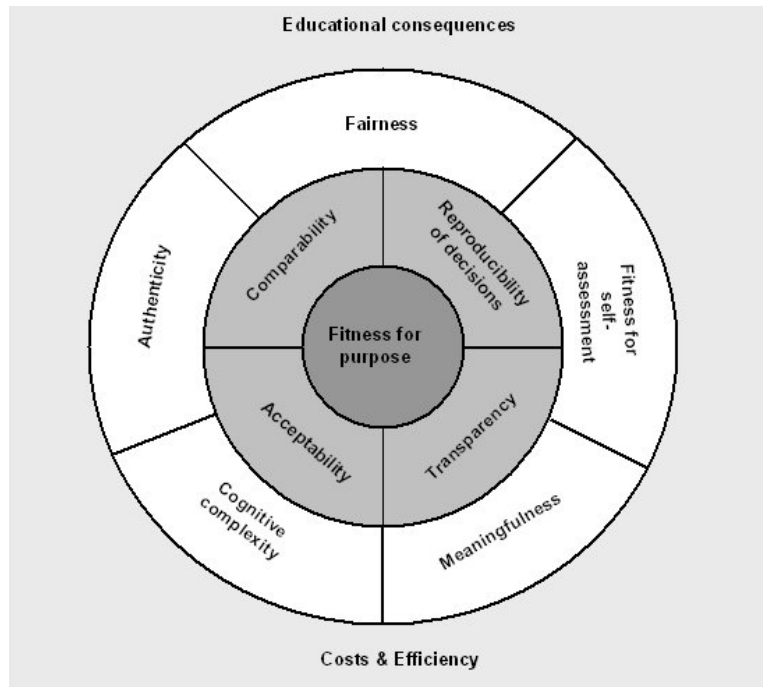 Educational consequences
Fairness
Comparability
Reproducibility
of decisions
Authenticity
Fitness for
self-
assessment
Fitness for
purpose
Acceptability
Transparency
Cognitive
complexity
Meaningfulness
Costs & Efficiency